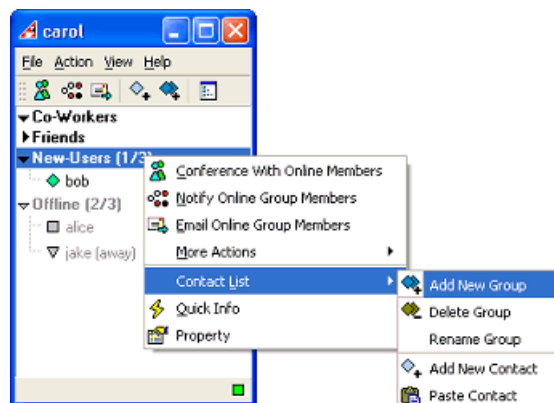 carol
File Action View Help
Co-Workers
Friends
New-Users (1/3)
bob
Offline (2/3)
alice
jake (away)
Conference With Online Members
Notify Online Group Members
Email Online Group Members
More Actions
Contact List
Quick Info
Property
Add New Group
Delete Group
Rename Group
Add New Contact
Paste Contact